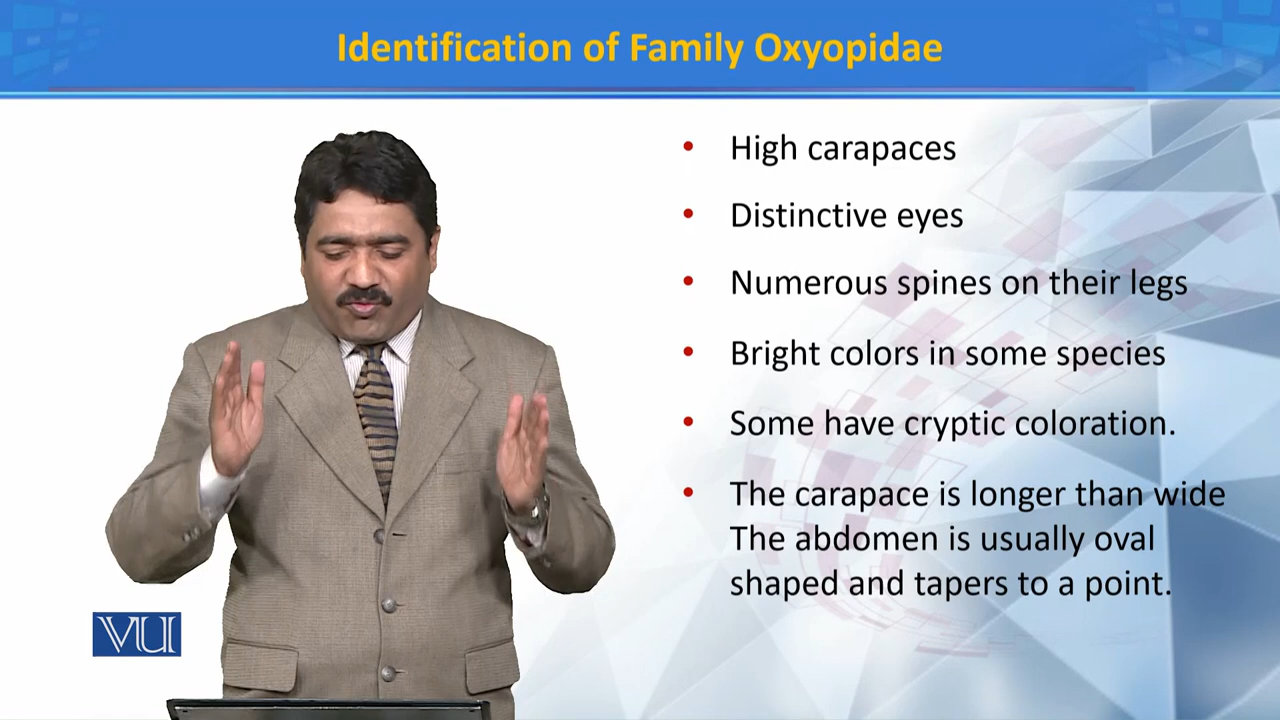 Identification of Family Oxyopidae
• High carapaces
• Distinctive eyes
• Numerous spines on their legs
• Bright colors in some species
• Some have cryptic coloration.
• The carapace is longer than wide
The abdomen is usually oval
shaped and tapers to a point.
VU